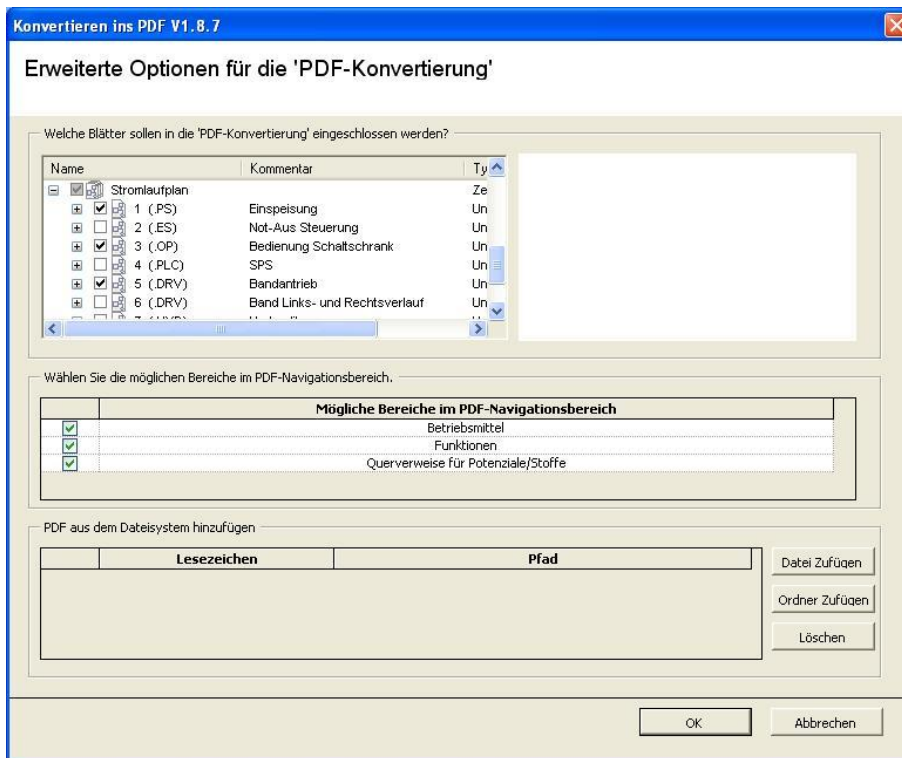 Konvertieren ins PDF V1.8.7
Erweiterte Optionen für die 'PDF-Konvertierung'
Welche Blätter sollen in die 'PDF-Konvertierung' eingeschlossen werden?
Name Kommentar Ty
Stromlaufplan Ze
1 (.PS) Einspeisung Un
2 (.ES) Not-Aus Steuerung Un
3 (.OP) Bedienung Schaltschrank Un
4 (.PLC) SPS Un
5 (.DRV) Bandantrieb Un
6 (.DRV) Band Links- und Rechtsverlauf Un
Wählen Sie die möglichen Bereiche im PDF-Navigationsbereich.
Mögliche Bereiche im PDF-Navigationsbereich
Betriebsmittel
Funktionen
Querverweise für Potenziale/Stoffe
PDF aus dem Dateisystem hinzufügen
Lesezeichen Pfad
Datei Zufügen
Ordner Zufügen
Löschen
OK Abbrechen